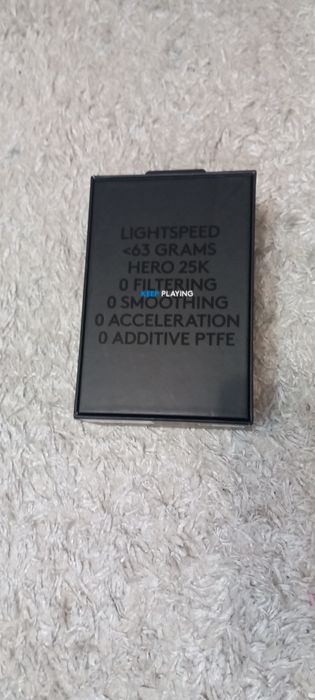 LIGHTSPEED
<63 GRAMS
HERO 25K
0 FILTERING
KEEP PLAYING
0 SMOOTHING
0 ACCELERATION
0 ADDITIVE PTFE